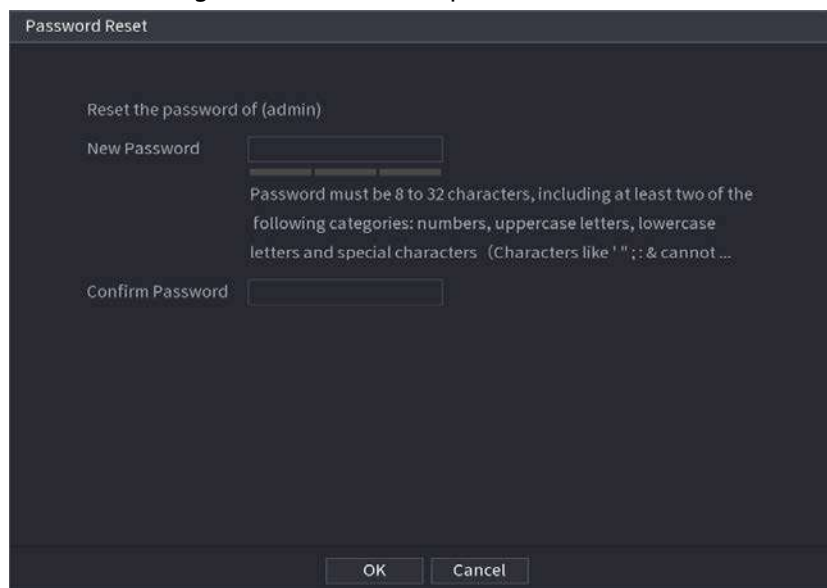 Password Reset
Reset the password of (admin)
New Password
Password must be 8 to 32 characters, including at least two of the
following categories: numbers, uppercase letters, lowercase
letters and special characters（Characters like ' " ; : & cannot ...
Confirm Password
OK Cancel